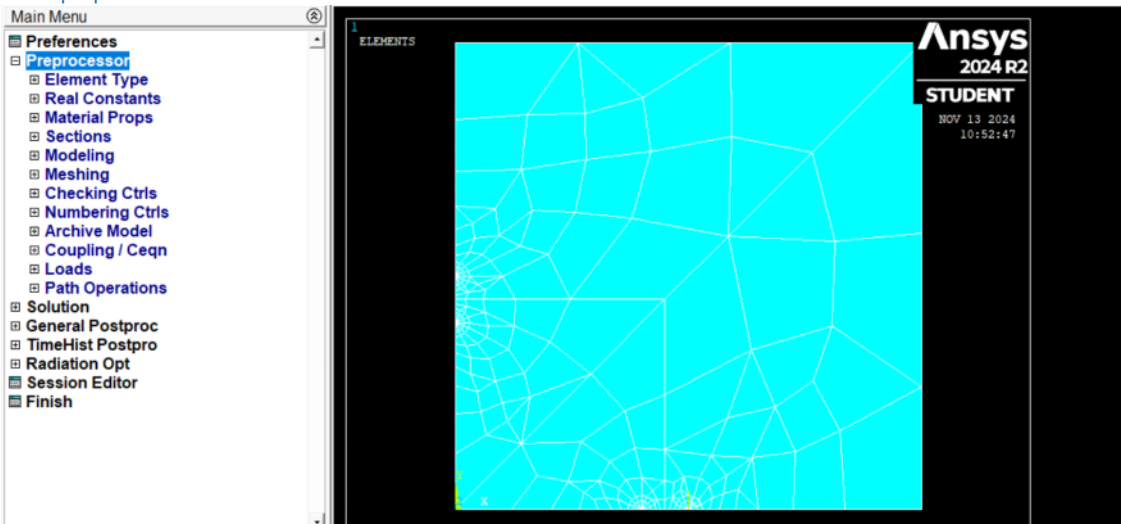 Main Menu
Preferences
Preprocessor
Element Type
Real Constants
Material Props
Sections
Modeling
Meshing
Checking Ctrls
Numbering Ctrls
Archive Model
Coupling / Ceqn
Loads
Path Operations
Solution
General Postproc
TimeHist Postpro
Radiation Opt
Session Editor
Finish
1
ELEMENTS
Ansys
2024 R2
STUDENT
NOV 13 2024
10:52:47
Y
X